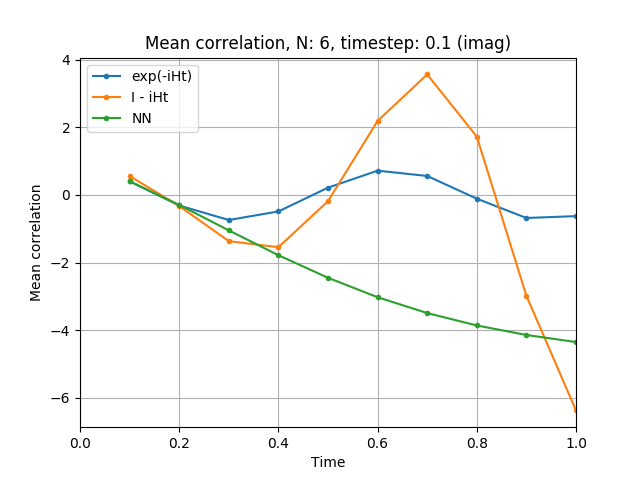 Mean correlation, N: 6, timestep: 0.1 (imag)
exp(-iHt)
I - iHt
NN
4
2
0
−2
−4
−6
Mean correlation
0.0 0.2 0.4 0.6 0.8 1.0
Time